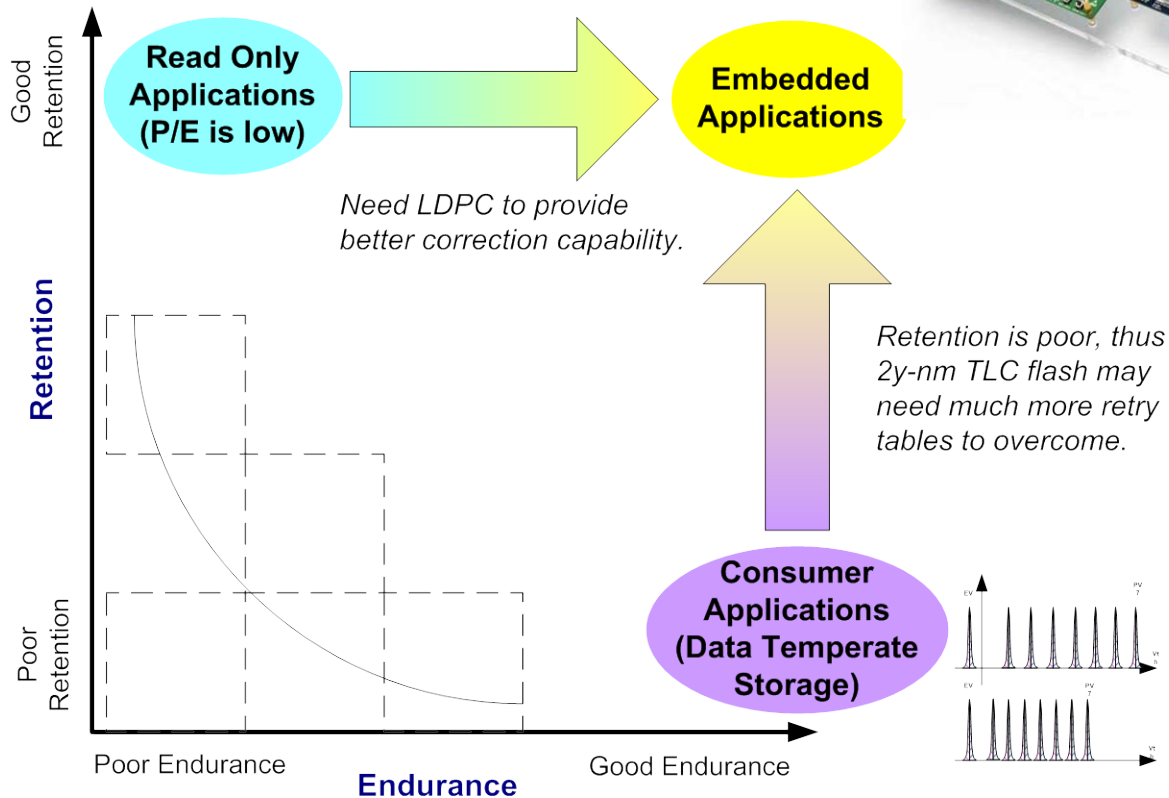 Good
Retention
Read Only
Applications
(P/E is low)
Embedded
Applications
Need LDPC to provide
better correction capability.
Retention
Retention is poor, thus
2y-nm TLC flash may
need much more retry
tables to overcome.
Poor
Retention
Consumer
Applications
(Data Temperate
Storage)
EV
PV
7
Vt
h
EV
PV
7
Vt
Poor Endurance
Endurance
Good Endurance